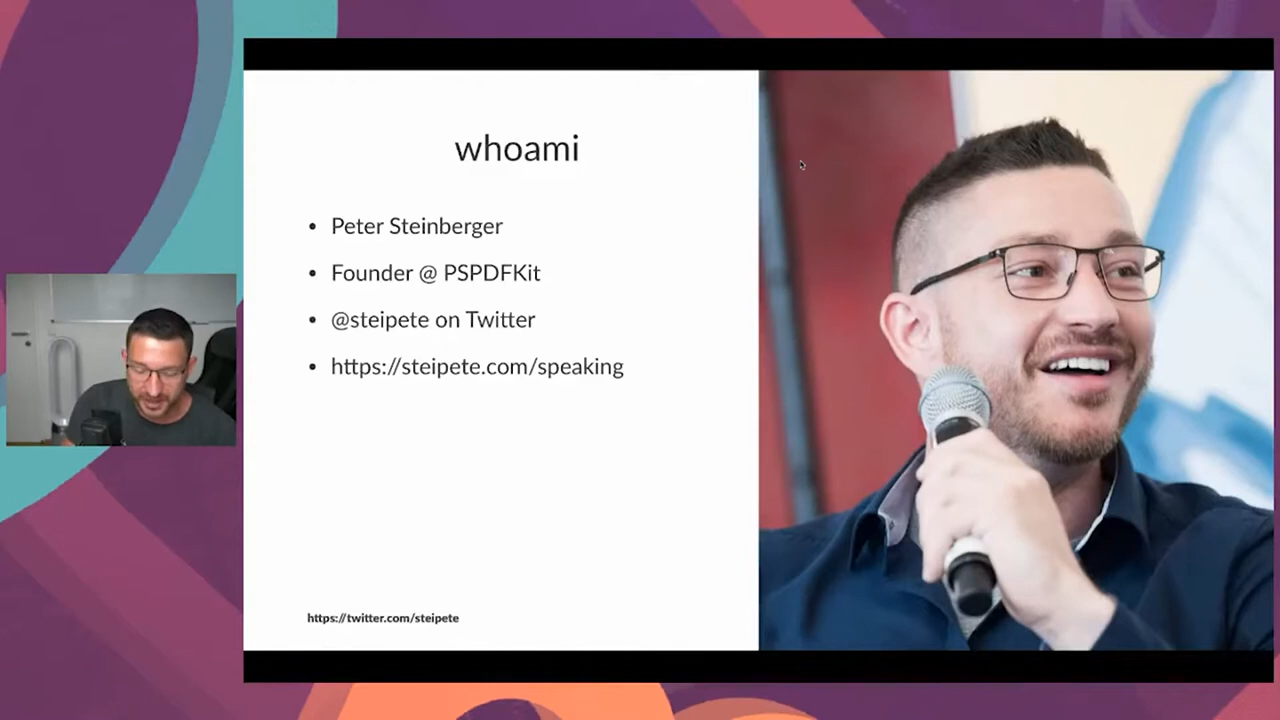 whoami
• Peter Steinberger
• Founder @ PSPDFKit
• @steipete on Twitter
• https://steipete.com/speaking
https://twitter.com/steipete